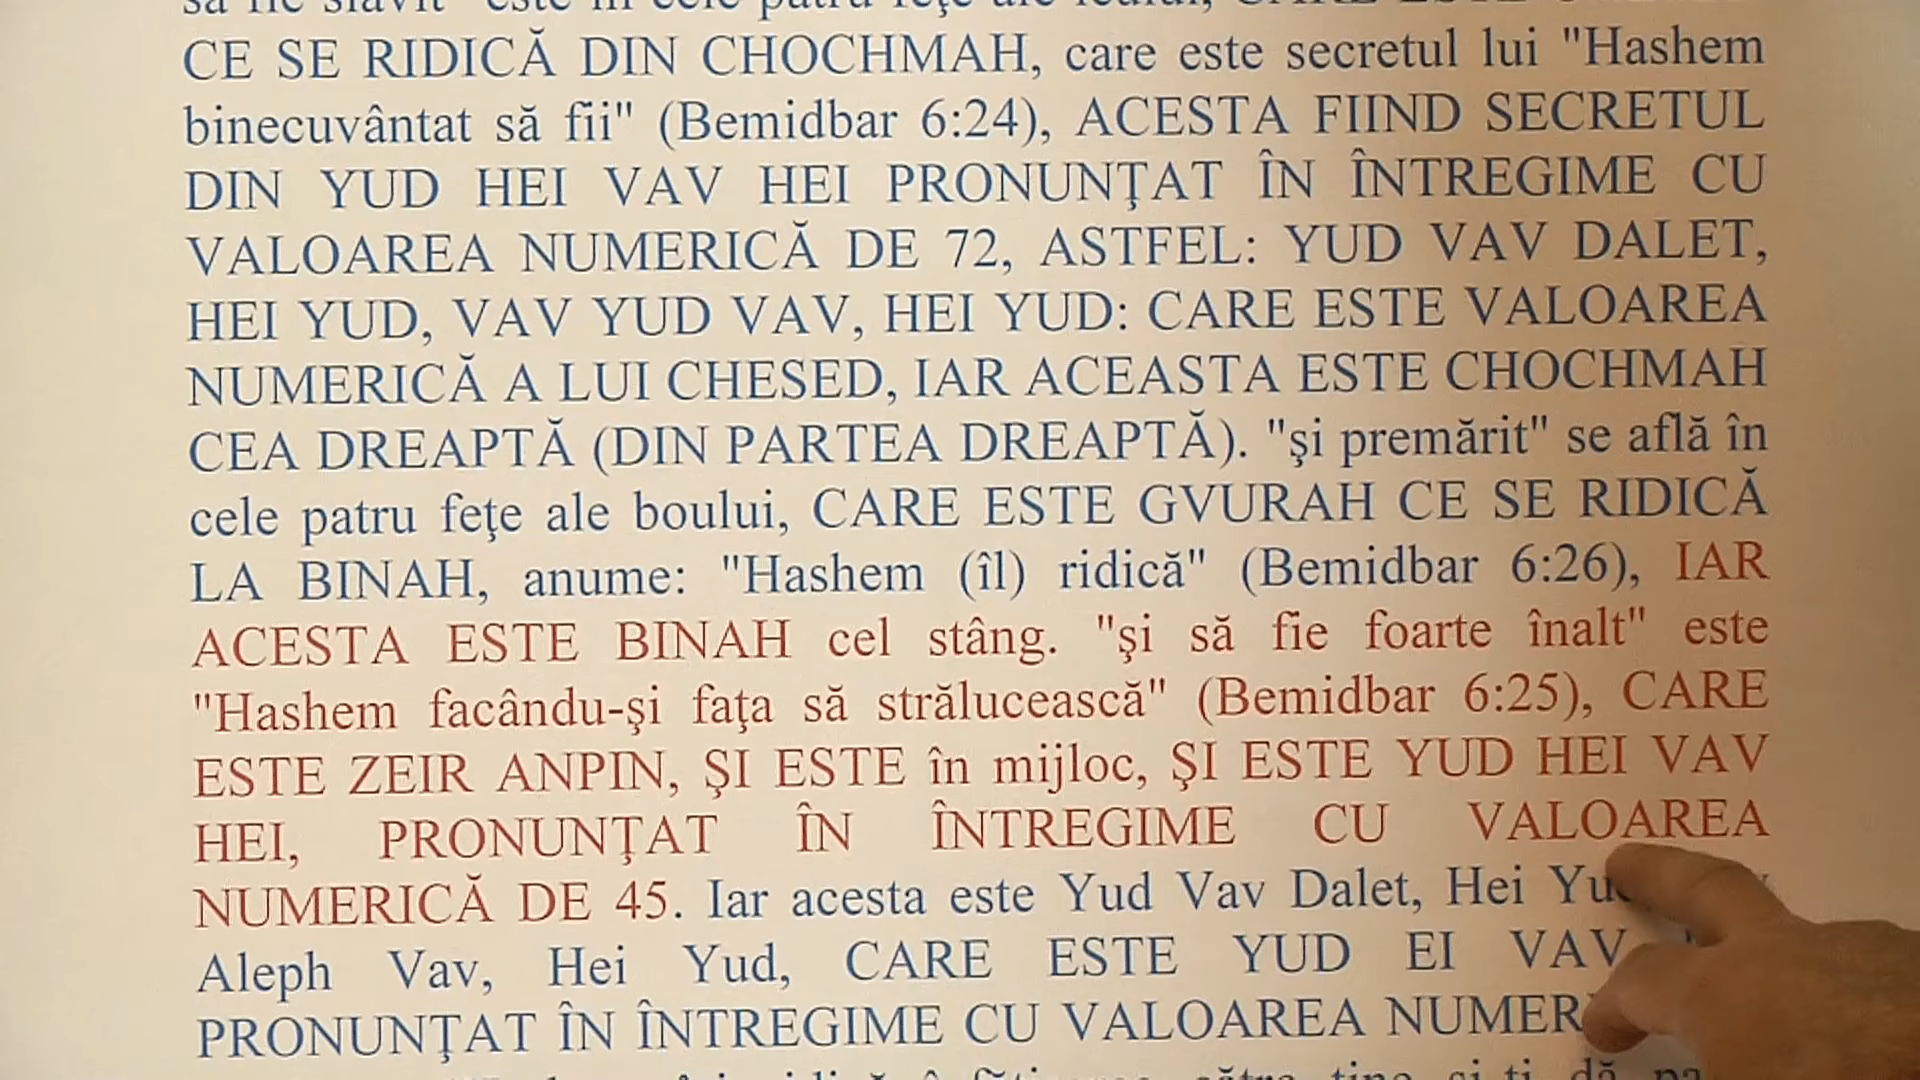 CE SE RIDICĂ DIN CHOCHMAH, care este secretul lui "Hashem
binecuvântat să fii" (Bemidbar 6:24), ACESTA FIIND SECRETUL
DIN YUD HEI VAV HEI PRONUNŢAT ÎN ÎNTREGIME CU
VALOAREA NUMERICĂ DE 72, ASTFEL: YUD VAV DALET,
HEI YUD, VAV YUD VAV, HEI YUD: CARE ESTE VALOAREA
NUMERICĂ A LUI CHESED, IAR ACEASTA ESTE CHOCHMAH
CEA DREAPTĂ (DIN PARTEA DREAPTĂ). "şi premărit" se află în
cele patru feţe ale boului, CARE ESTE GVURAH CE SE RIDICĂ
LA BINAH, anume: "Hashem (îl) ridică" (Bemidbar 6:26), IAR
ACESTA ESTE BINAH cel stâng. "şi să fie foarte înalt" este
"Hashem facându-şi faţa să strălucească" (Bemidbar 6:25), CARE
ESTE ZEIR ANPIN, ŞI ESTE în mijloc, ŞI ESTE YUD HEI VAV
HEI, PRONUNŢAT ÎN ÎNTREGIME CU VALOAREA
NUMERICĂ DE 45. Iar acesta este Yud Vav Dalet, Hei
Aleph Vav, Hei Yud, CARE ESTE YUD EI VAV
PRONUNŢAT ÎN ÎNTREGIME CU VALOAREA